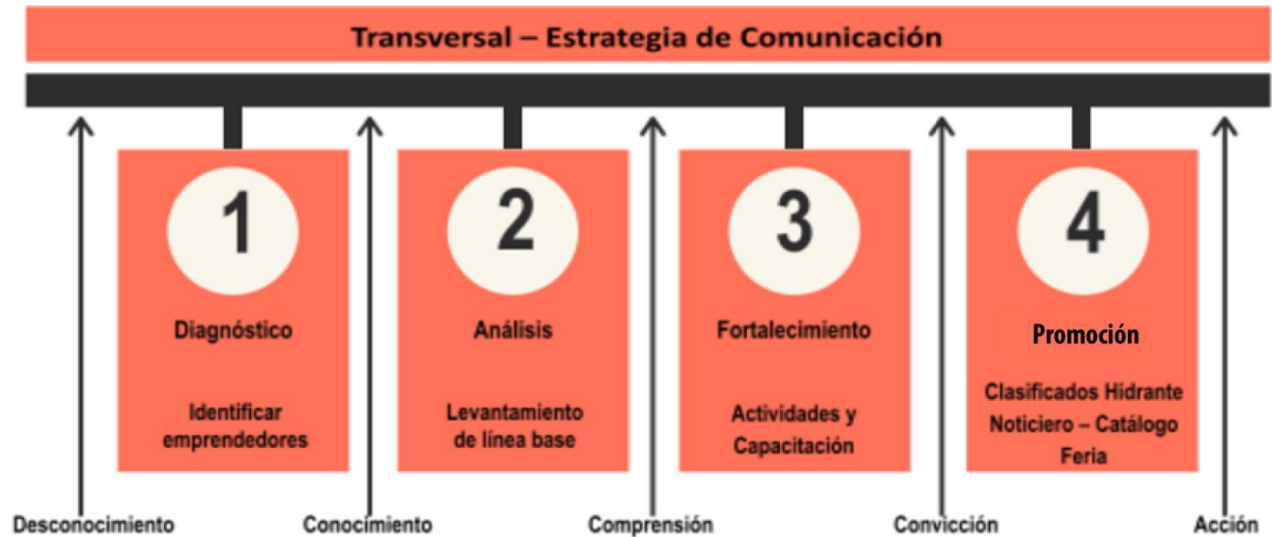 Transversal – Estrategia de Comunicación
1
Diagnóstico
Identificar
emprendedores
2
Análisis
Levantamiento
de línea base
3
Fortalecimiento
Actividades y
Capacitación
4
Promoción
Clasificados Hidrante
Noticiero – Catálogo
Feria
Desconocimiento
Conocimiento
Comprensión
Convicción
Acción